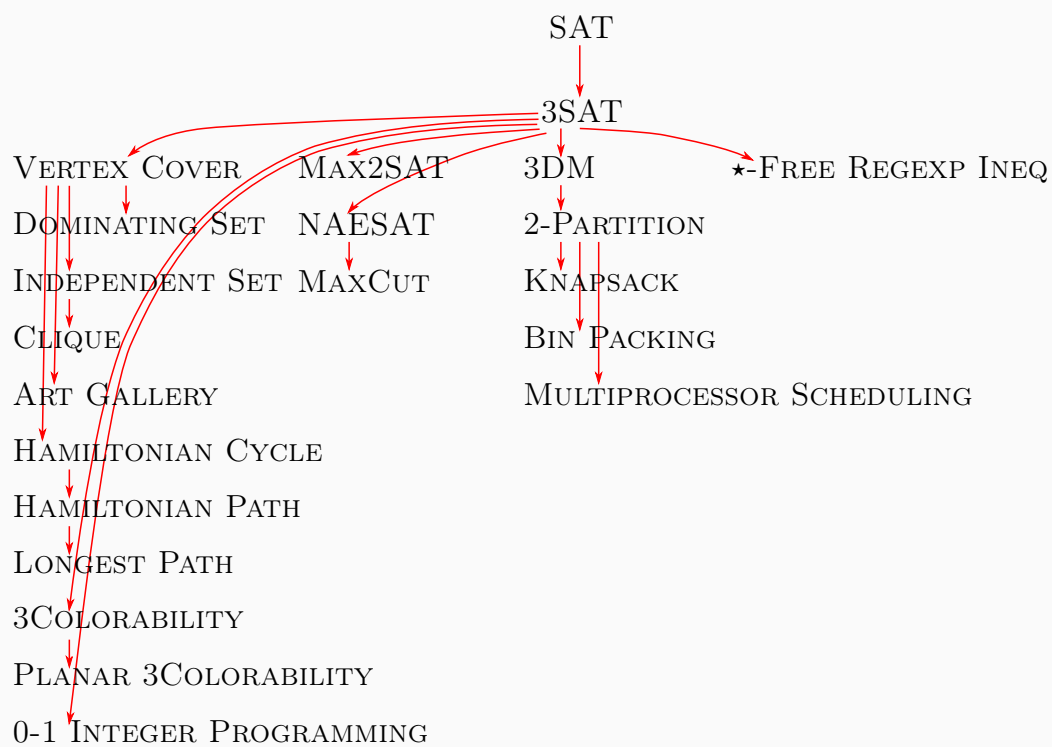 SAT
3SAT
Vertex Cover Max2SAT 3DM ⋆-Free Regexp Ineq
Dominating Set NAESAT 2-Partition
Independent Set MaxCut Knapsack
Clique Bin Packing
Art Gallery Multiprocessor Scheduling
Hamiltonian Cycle
Hamiltonian Path
Longest Path
3Colorability
Planar 3Colorability
0-1 Integer Programming